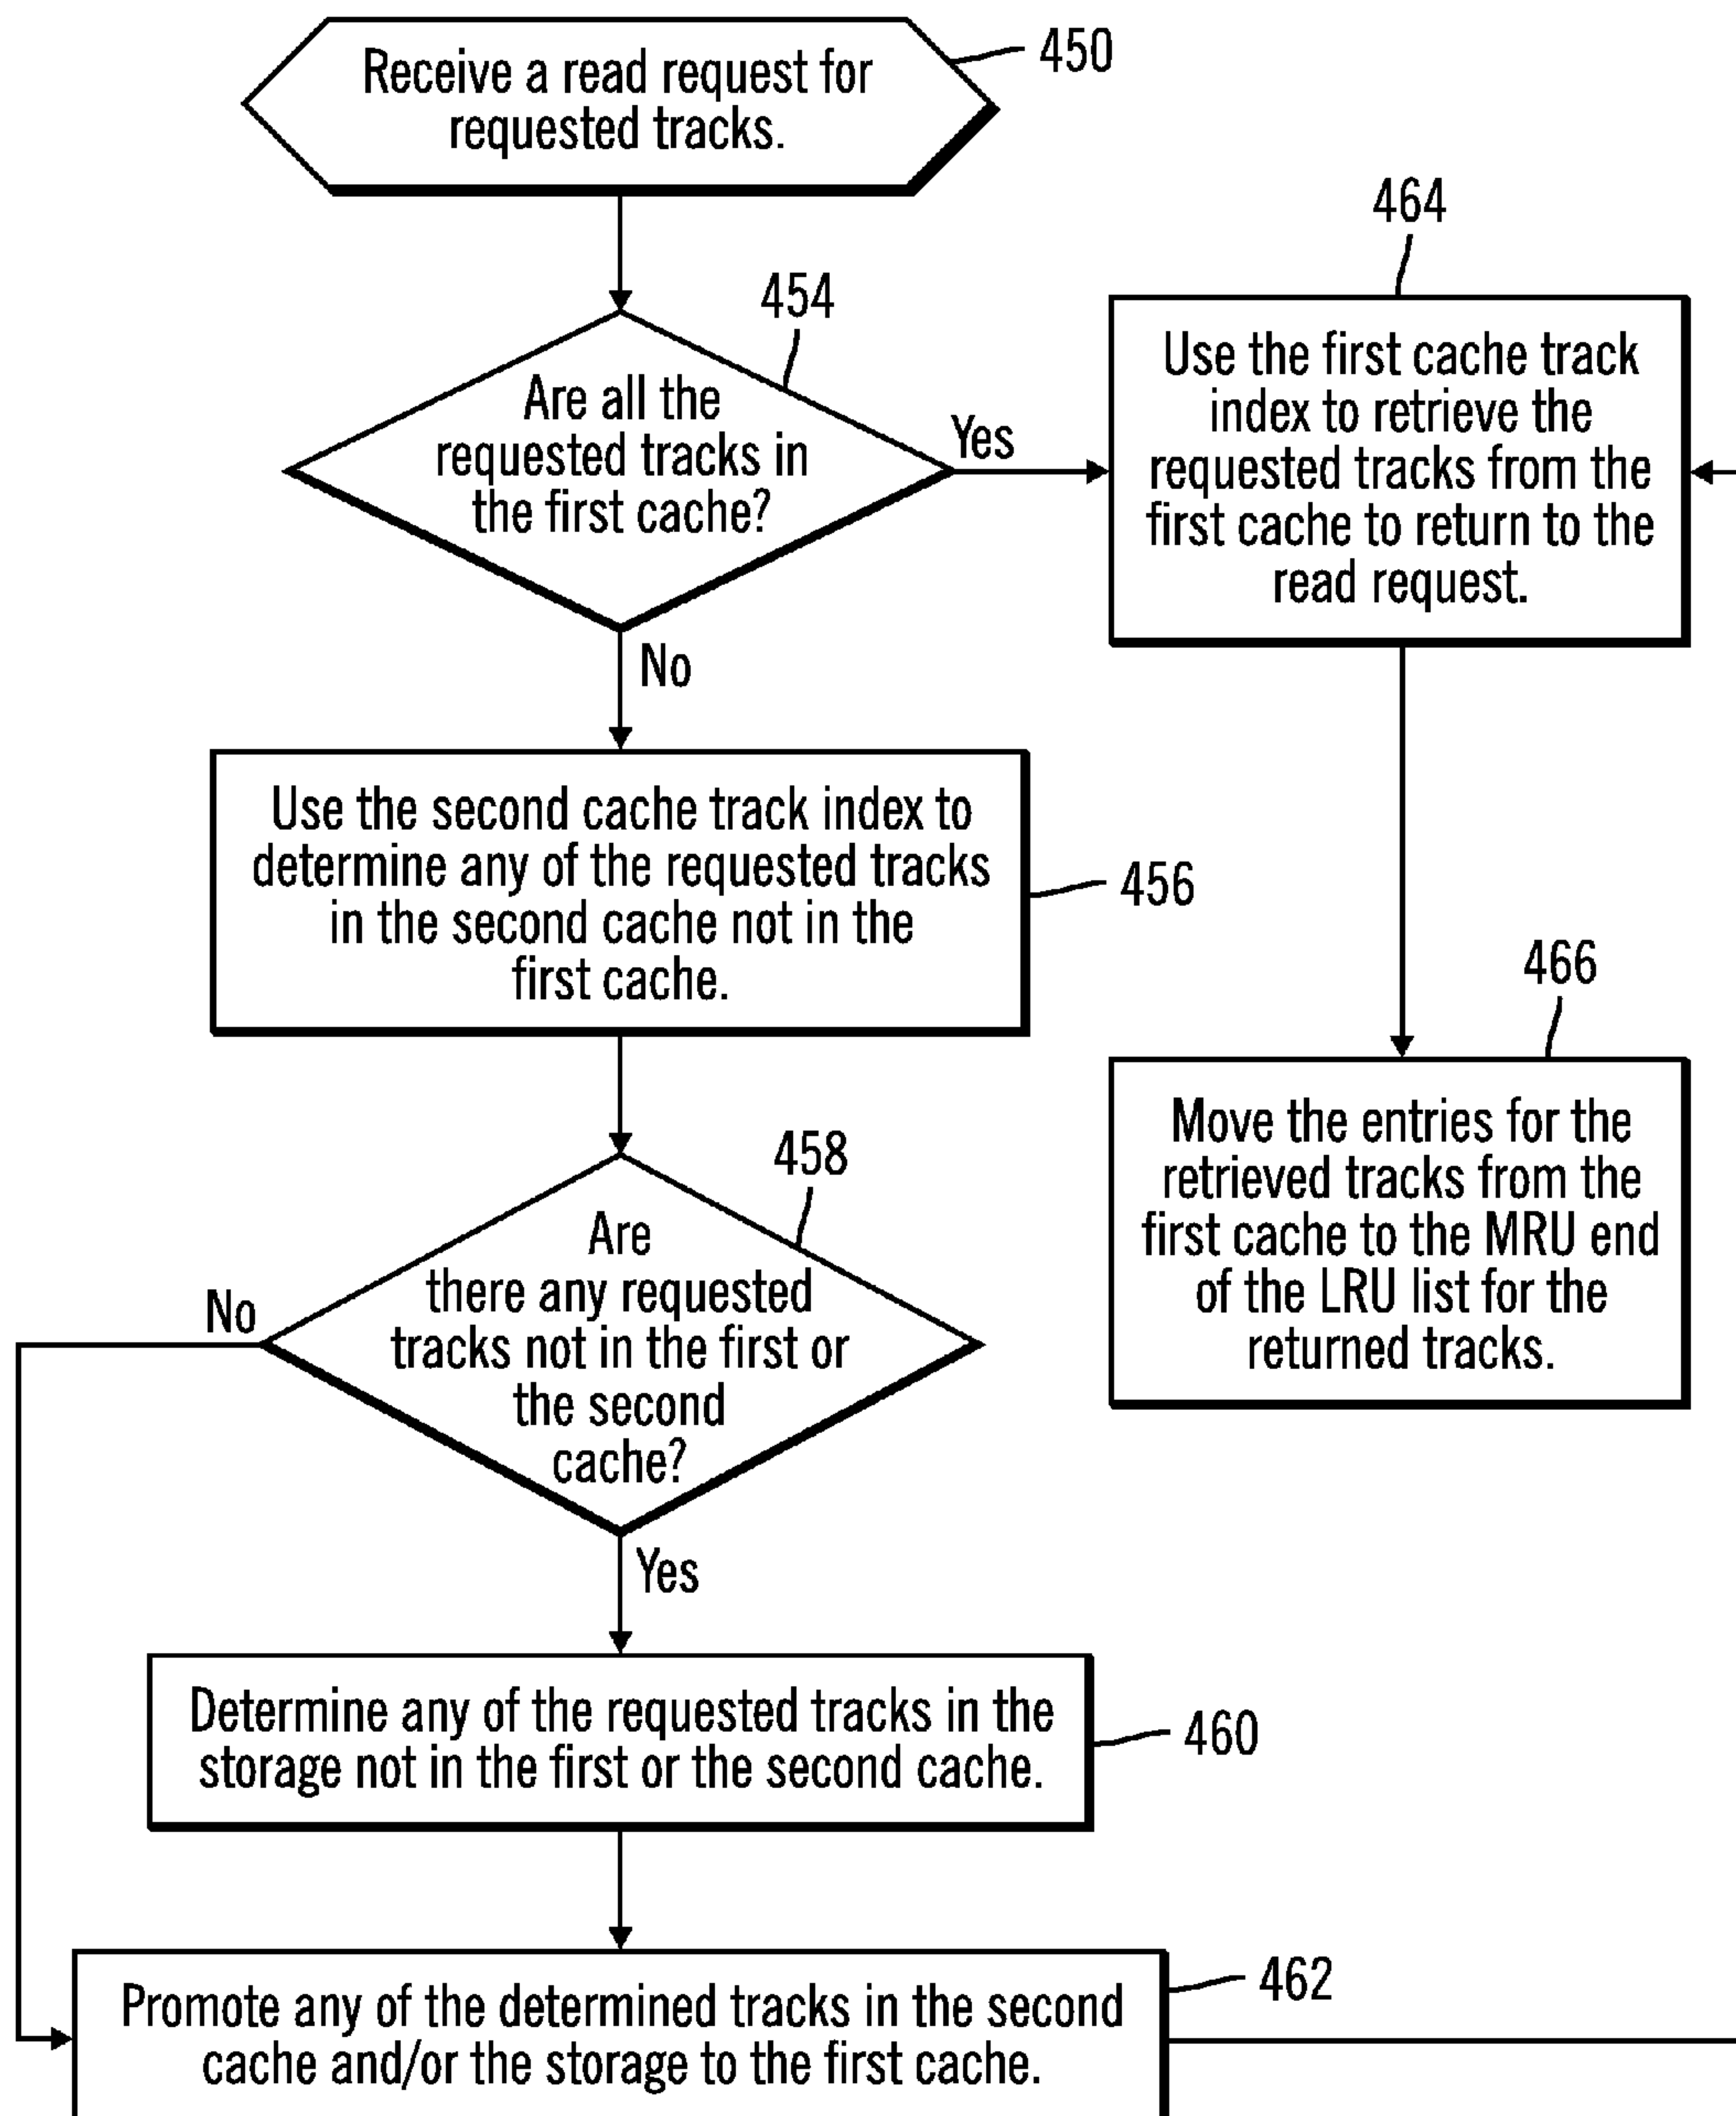 Receive a read request for
requested tracks.
450
454
Are all the
requested tracks in
the first cache?
Yes
No
464
Use the first cache track
index to retrieve the
requested tracks from the
first cache to return to the
read request.
Use the second cache track index to
determine any of the requested tracks
in the second cache not in the
first cache.
456
466
Move the entries for the
retrieved tracks from the
first cache to the MRU end
of the LRU list for the
returned tracks.
458
Are
there any requested
tracks not in the first or
the second
cache?
No
Yes
Determine any of the requested tracks in the
storage not in the first or the second cache.
460
Promote any of the determined tracks in the second
cache and/or the storage to the first cache.
462